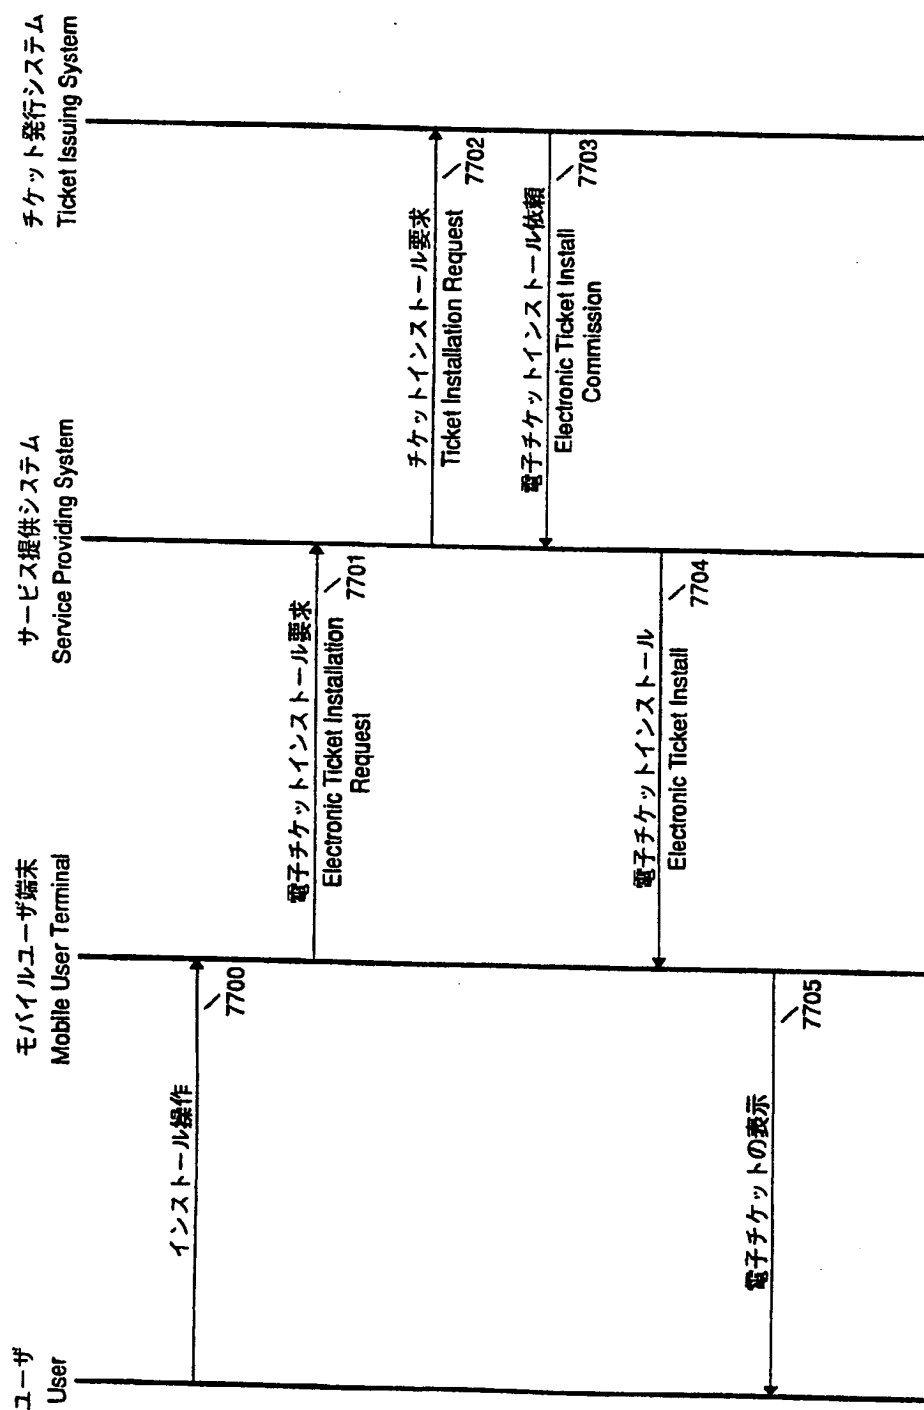 ユーザ
User
モバイルユーザ端末
Mobile User Terminal
サービス提供システム
Service Providing System
チケット発行システム
Ticket Issuing System
インストール操作
7700
電子チケットインストール要求
Electronic Ticket Installation
Request
7701
チケットインストール要求
Ticket Installation Request
7702
電子チケットインストール依頼
Electronic Ticket Install
Commission
7703
電子チケットインストール
Electronic Ticket Install
7704
電子チケットの表示
7705